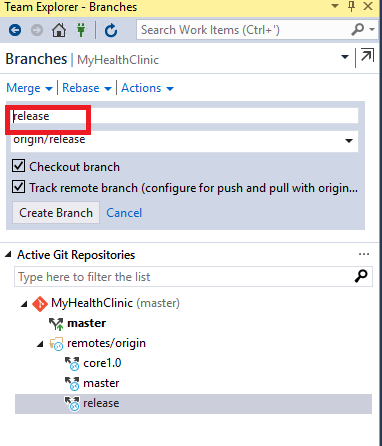 Team Explorer - Branches
Search Work Items (Ctrl+')
Branches | MyHealthClinic
Merge Rebase Actions
release
origin/release
Checkout branch
Track remote branch (configure for push and pull with origin...
Create Branch Cancel
Active Git Repositories
Type here to filter the list
MyHealthClinic (master)
master
remotes/origin
core1.0
master
release